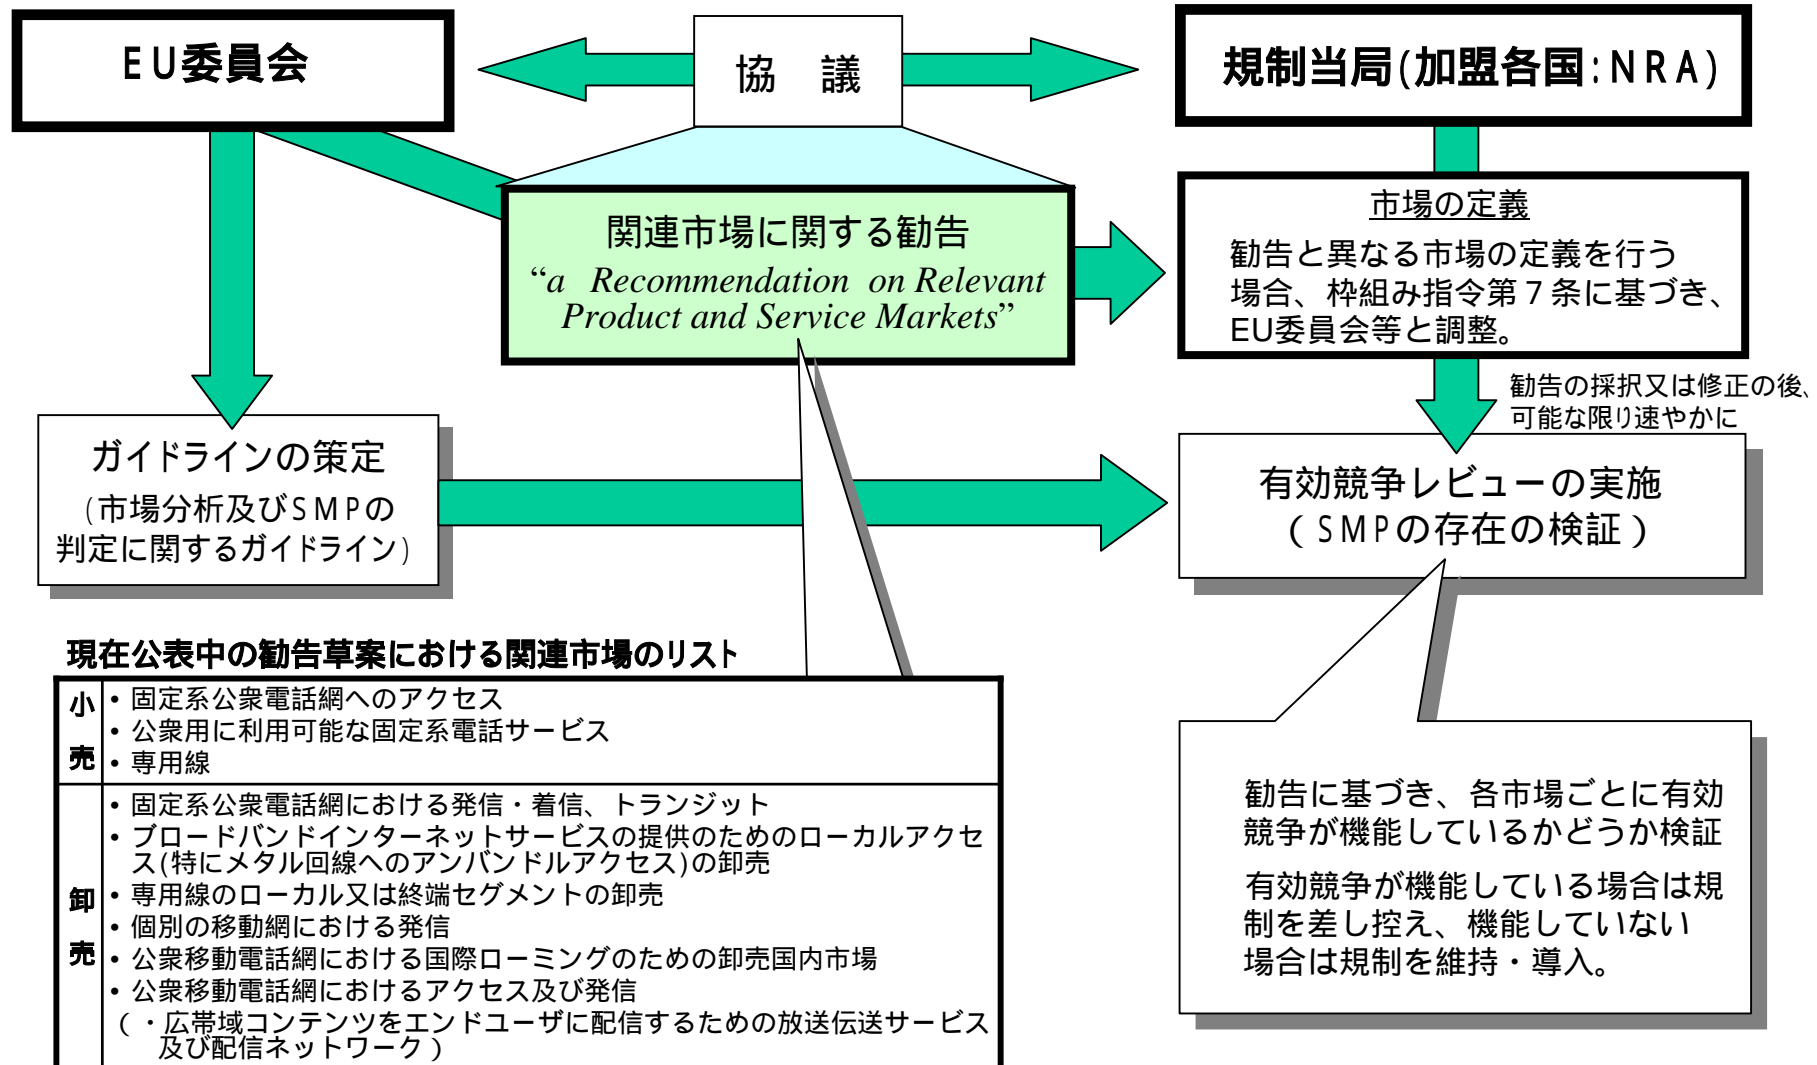 EU委員会
協　議
規制当局(加盟各国:NRA)
関連市場に関する勧告
“a Recommendation on Relevant
Product and Service Markets”
市場の定義
勧告と異なる市場の定義を行う
場合、枠組み指令第７条に基づき、
EU委員会等と調整。
勧告の採択又は修正の後、
可能な限り速やかに
ガイドラインの策定
(市場分析及びSMPの
判定に関するガイドライン)
有効競争レビューの実施
（SMPの存在の検証）
現在公表中の勧告草案における関連市場のリスト
小売
• 固定系公衆電話網へのアクセス
• 公衆用に利用可能な固定系電話サービス
• 専用線
卸売
• 固定系公衆電話網における発信・着信、トランジット
• ブロードバンドインターネットサービスの提供のためのローカルアクセ
ス(特にメタル回線へのアンバンドルアクセス)の卸売
• 専用線のローカル又は終端セグメントの卸売
• 個別の移動網における発信
• 公衆移動電話網における国際ローミングのための卸売国内市場
• 公衆移動電話網におけるアクセス及び発信
（・広帯域コンテンツをエンドユーザに配信するための放送伝送サービス
及び配信ネットワーク）
勧告に基づき、各市場ごとに有効
競争が機能しているかどうか検証
有効競争が機能している場合は規
制を差し控え、機能していない
場合は規制を維持・導入。